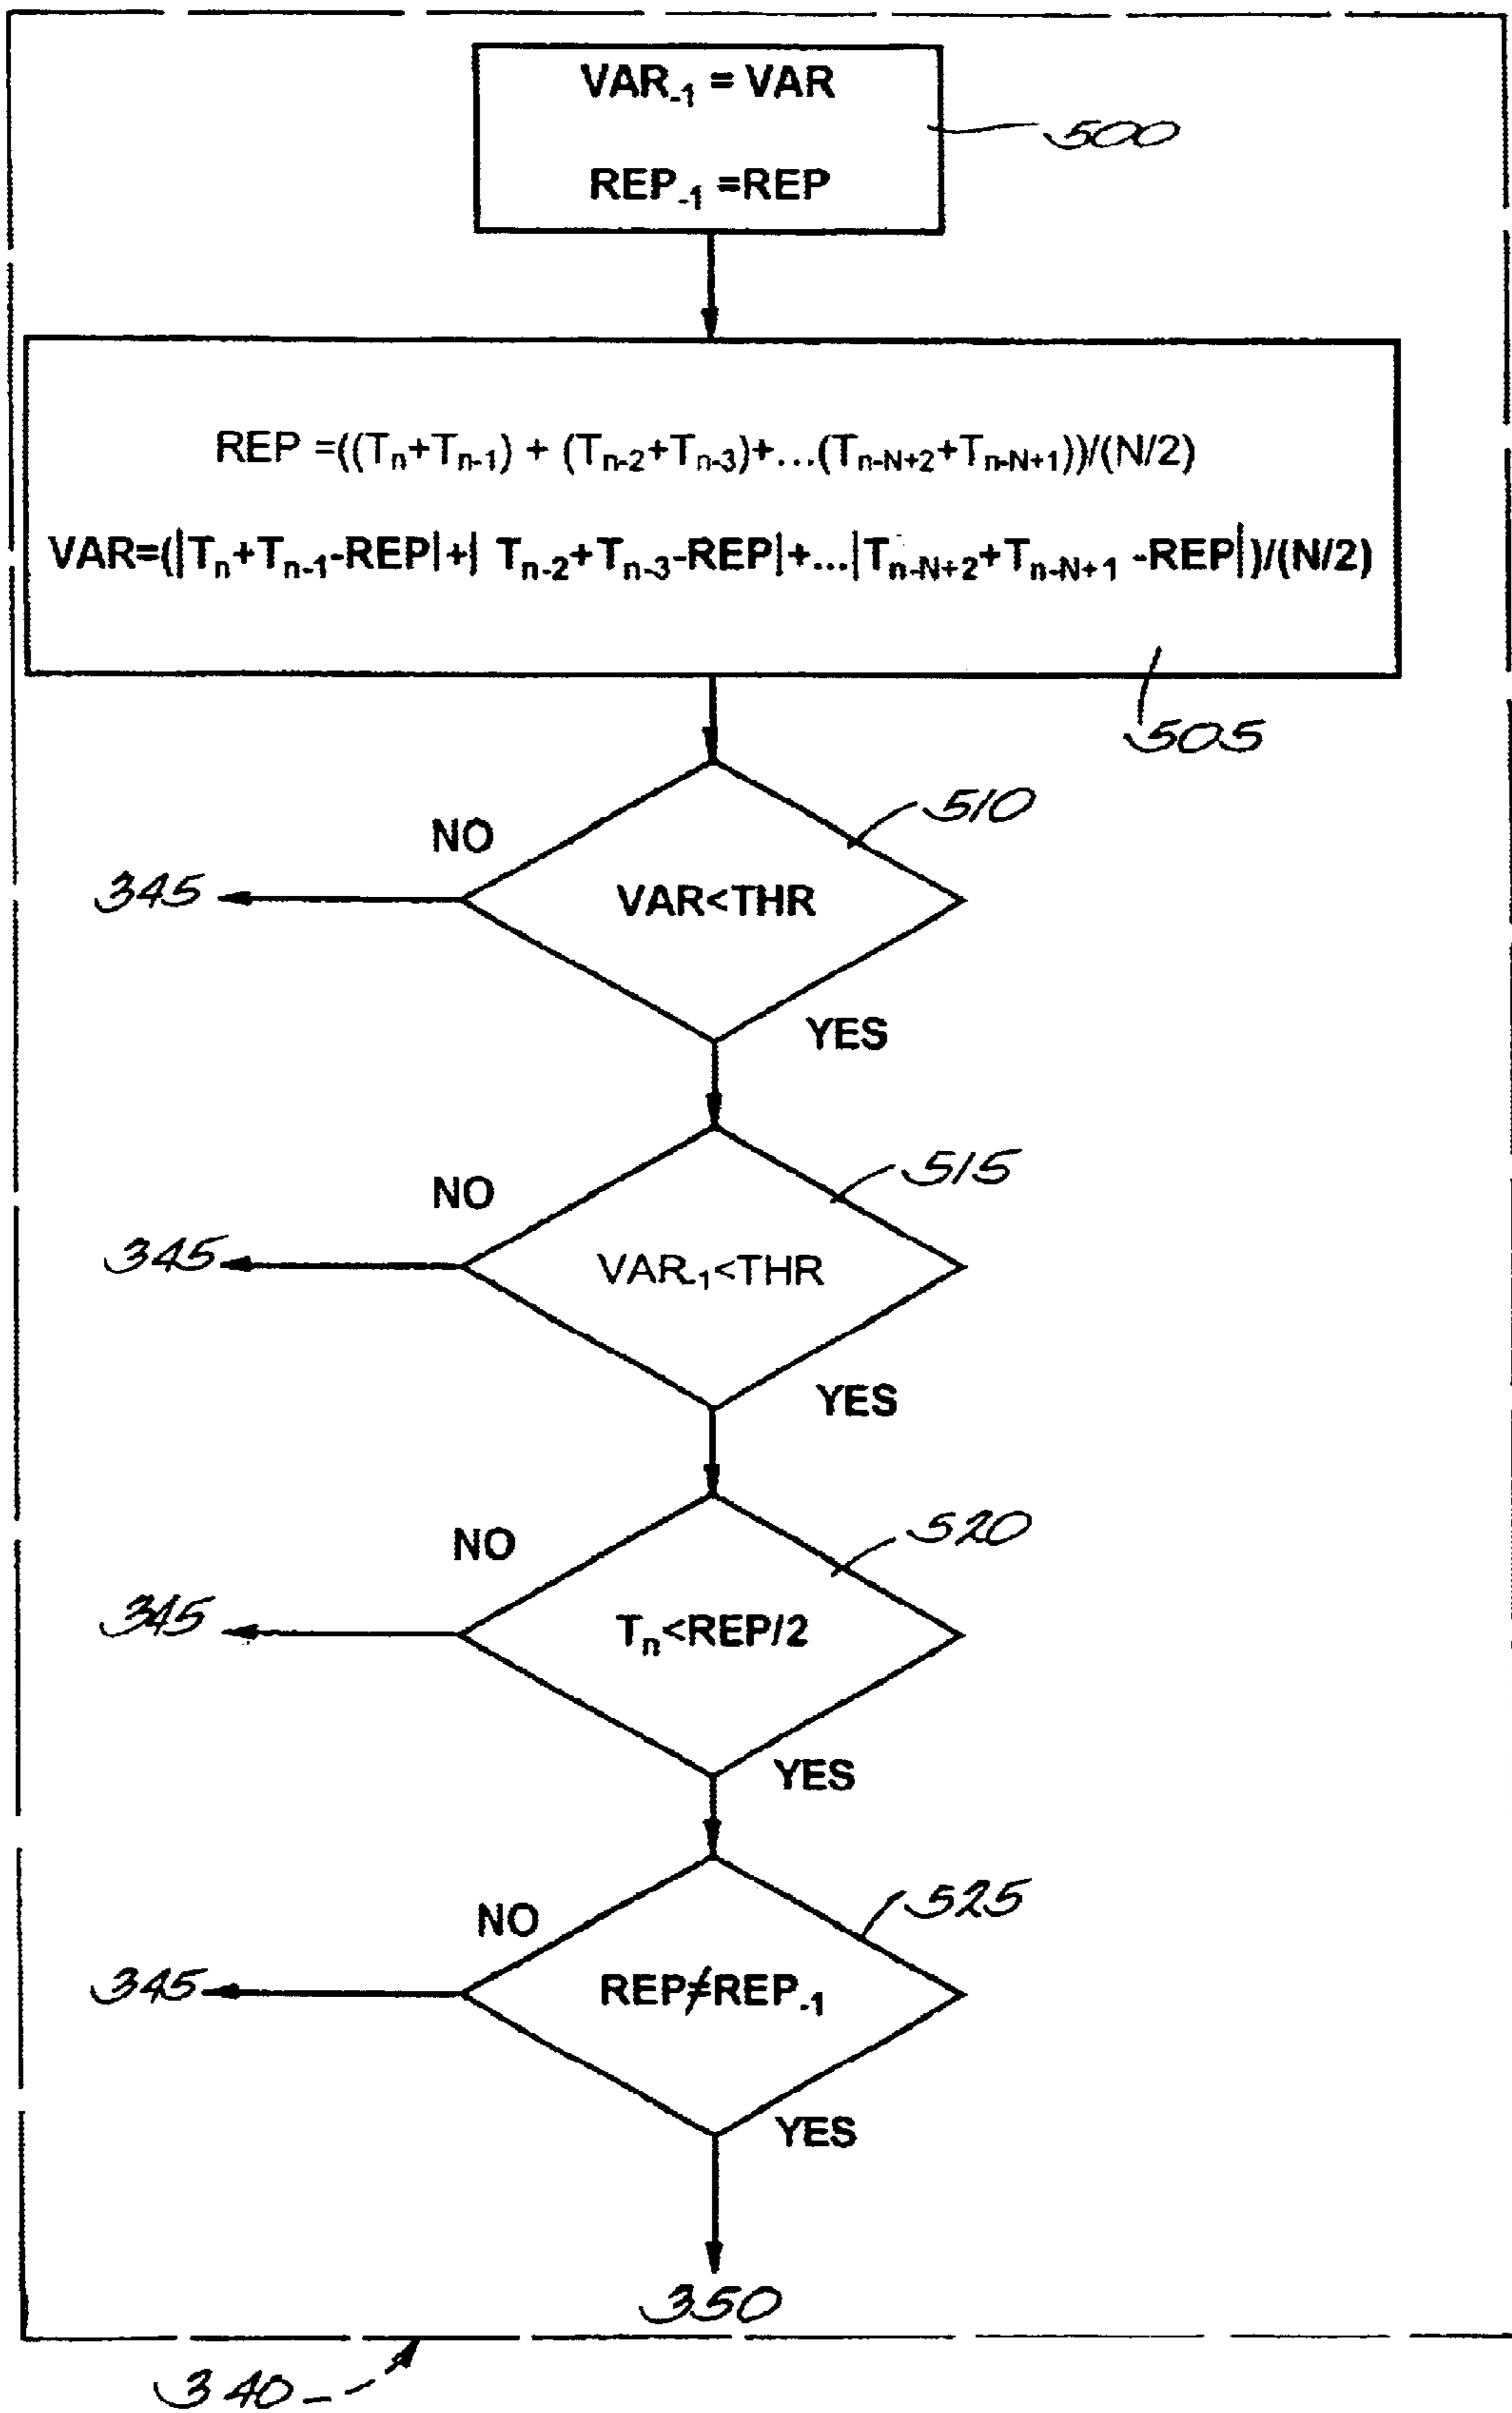 VAR₋₁ = VAR
500
REP₋₁ =REP
REP =((Tₙ+Tₙ₋₁) + (Tₙ₋₂+Tₙ₋₃)+...(Tₙ₋N₊₂+Tₙ₋N₊₁))/(N/2)
VAR=(|Tₙ+Tₙ₋₁-REP|+| Tₙ₋₂+Tₙ₋₃-REP|+...|Tₙ₋N₊₂+Tₙ₋N₊₁ -REP|)/(N/2)
505
510
NO
345
VAR<THR
YES
515
NO
345
VAR₋₁<THR
YES
520
NO
345
Tₙ<REP/2
YES
525
NO
345
REP≠REP₋₁
YES
350
340